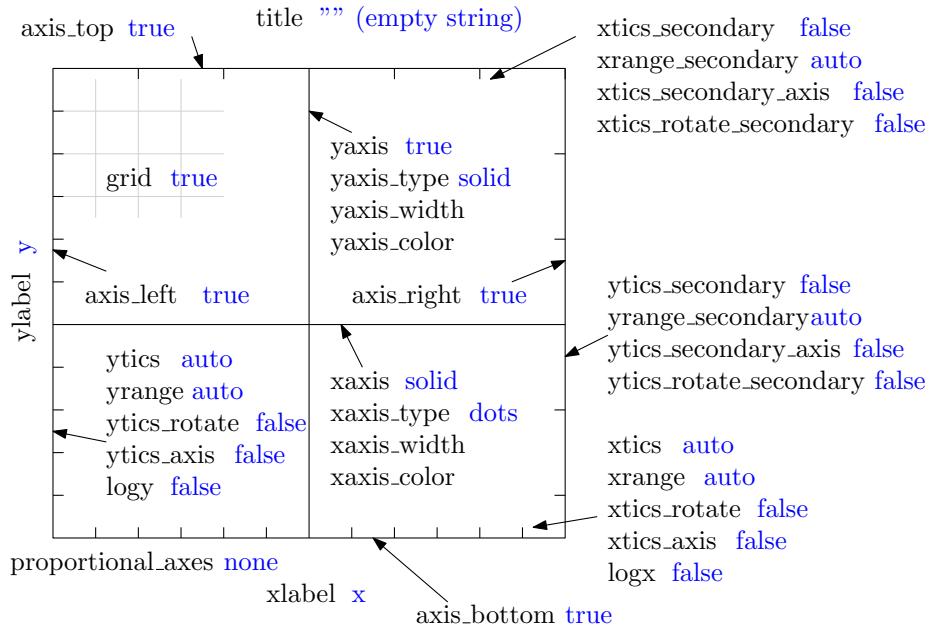 title "" (empty string)
axis_top true
xtics_secondary false
xrange_secondary auto
xtics_secondary_axis false
xtics_rotate_secondary false
yaxis true
yaxis_type solid
yaxis_width
yaxis_color
grid true
ylabel y
axis_left true
axis_right true
ytics_secondary false
yrange_secondary auto
ytics_secondary_axis false
ytics_rotate_secondary false
ytics auto
yrange auto
ytics_rotate false
ytics_axis false
logy false
xaxis solid
xaxis_type dots
xaxis_width
xaxis_color
xtics auto
xrange auto
xtics_rotate false
xtics_axis false
logx false
proportional_axes none
xlabel x
axis_bottom true